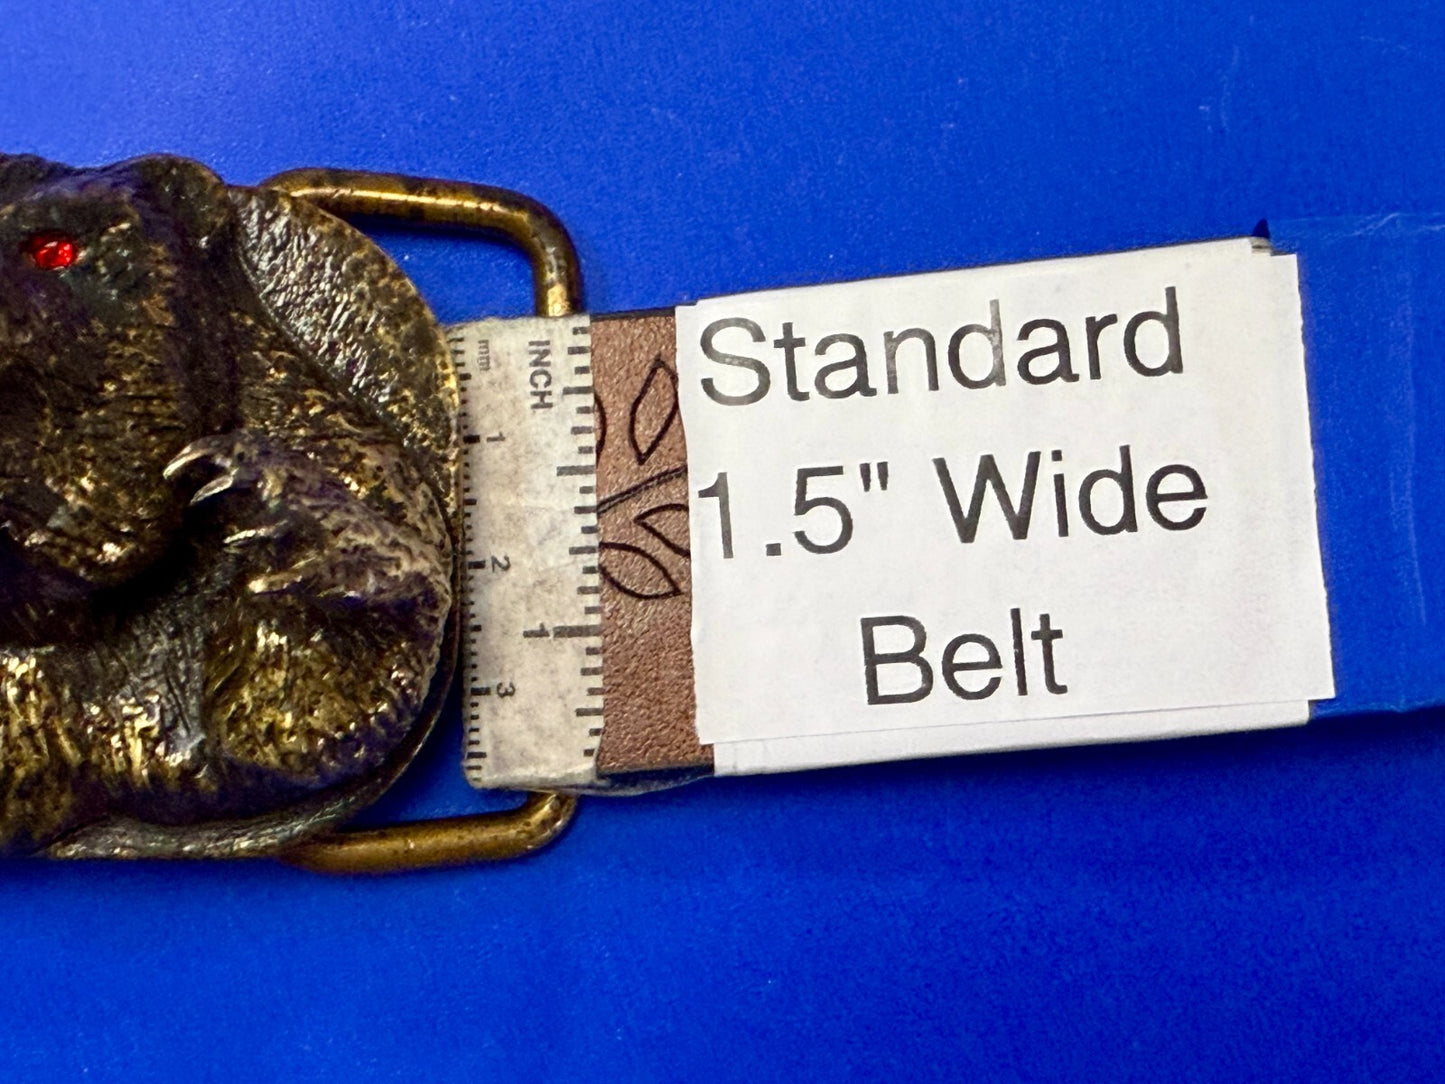 mm
INCH
1
2
1
3
Standard
1.5" Wide
Belt